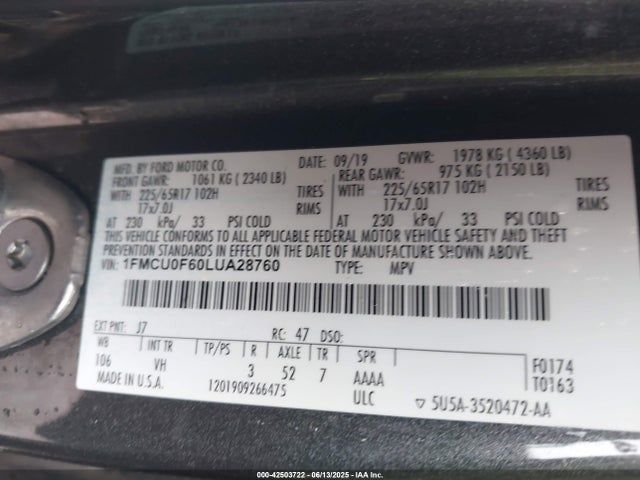 MFD. BY FORD MOTOR CO. DATE: 09/19 GVWR: 1978 KG ( 4360 LB)
FRONT GAWR: 1061 KG ( 2340 LB) REAR GAWR: 975 KG ( 2150 LB)
WITH 225/65R17 102H TIRES WITH 225/65R17 102H TIRES
17x7.0J RIMS 17x7.0J RIMS
AT 230 kPa/ 33 PSI COLD AT 230 kPa/ 33 PSI COLD
THIS VEHICLE CONFORMS TO ALL APPLICABLE FEDERAL MOTOR VEHICLE SAFETY AND THEFT
PREVENTION STANDARDS IN EFFECT ON THE DATE OF MANUFACTURE SHOWN ABOVE.
VIN: 1FMCU0F60LUA28760 TYPE: MPV
EXT PNT: J7 RC: 47 DSO:
WB INT TR TP/PS R AXLE TR SPR
106 VH 3 52 7 AAAA F0174
MADE IN U.S.A. 1201909266475 ULC T0163
▽ 5U5A-3520472-AA
000-42503722 - 06/13/2025 - IAA Inc.